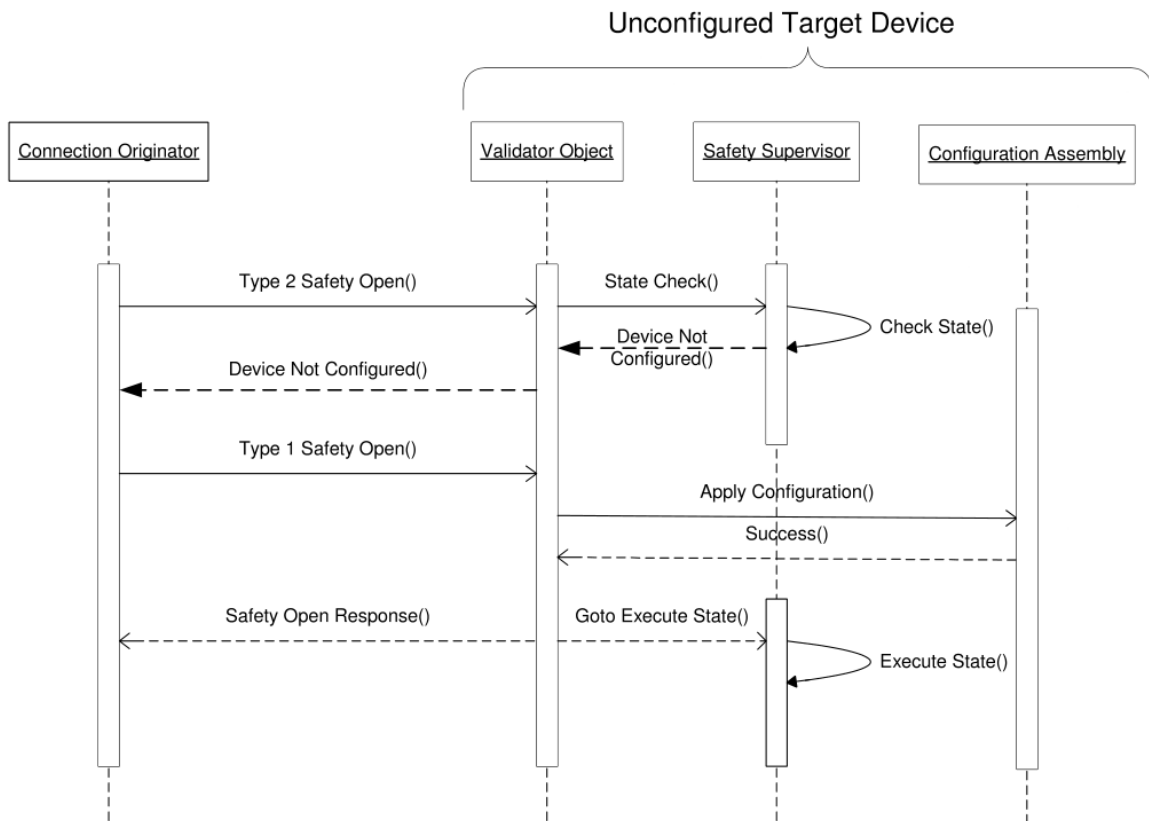 Unconfigured Target Device
Connection Originator
Validator Object
Safety Supervisor
Configuration Assembly
Type 2 Safety Open()
State Check()
Check State()
Device Not
Configured()
Device Not Configured()
Type 1 Safety Open()
Apply Configuration()
Success()
Safety Open Response()
Goto Execute State()
Execute State()